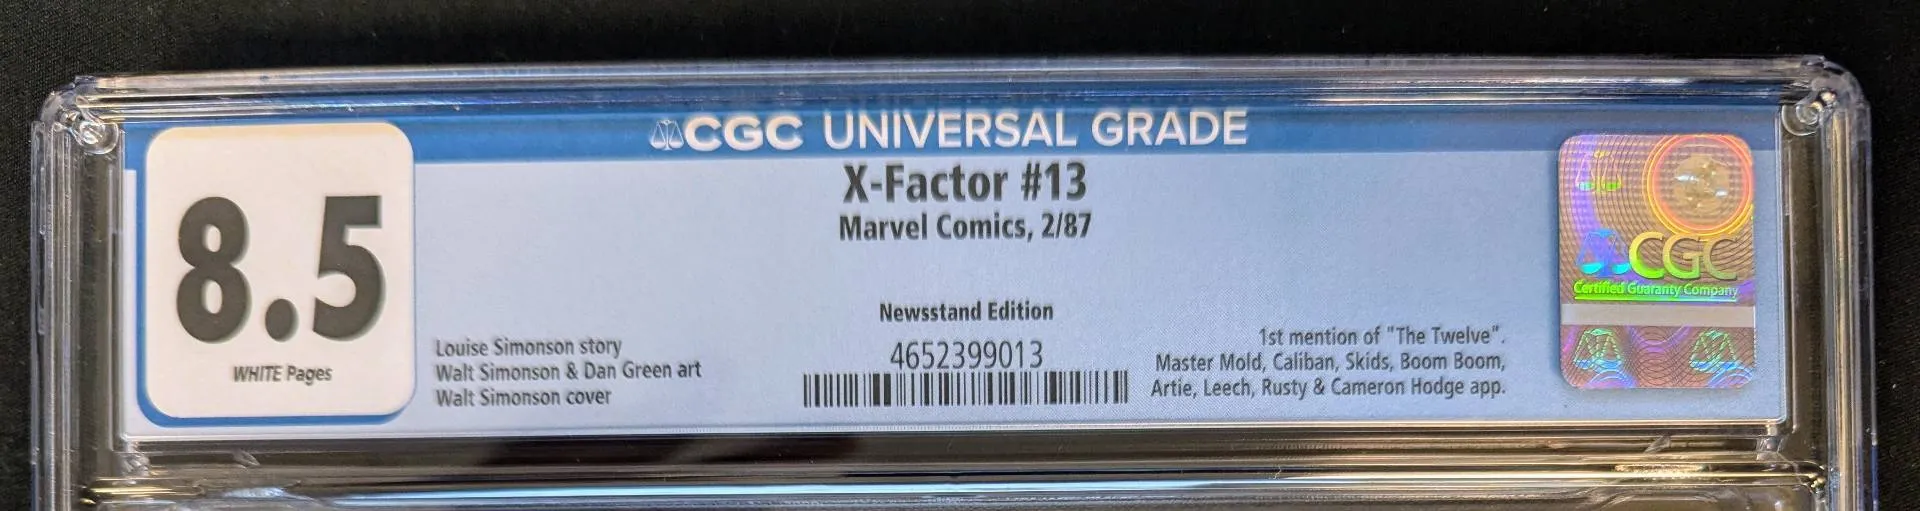 CGC UNIVERSAL GRADE
8.5
WHITE Pages
X-Factor #13
Marvel Comics, 2/87
Louise Simonson story
Walt Simonson & Dan Green art
Walt Simonson cover
Newsstand Edition
4652399013
1st mention of "The Twelve".
Master Mold, Caliban, Skids, Boom Boom,
Artie, Leech, Rusty & Cameron Hodge app.
CGC
Certified Guaranty Company